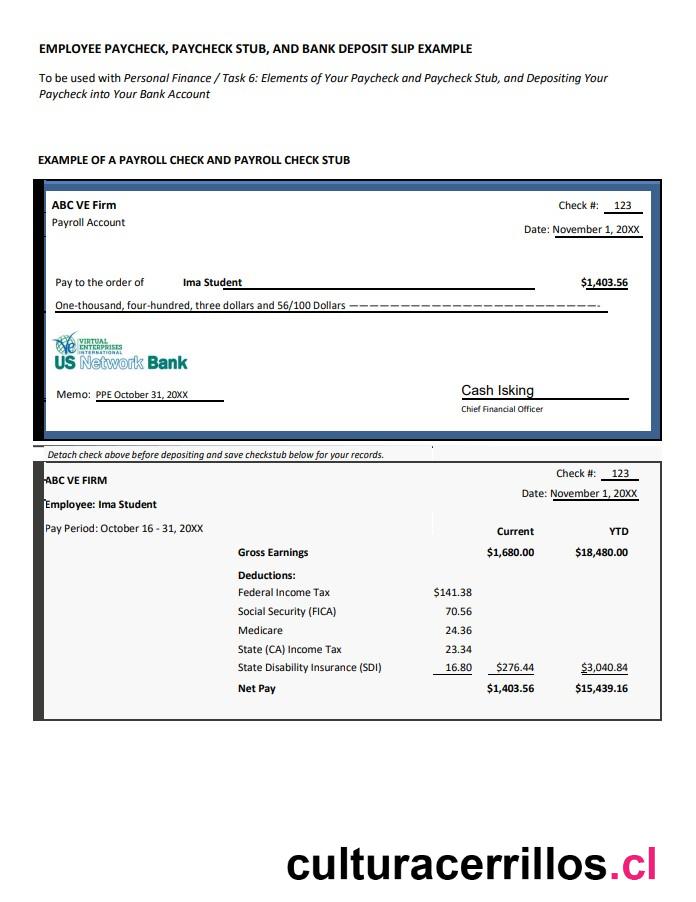 EMPLOYEE PAYCHECK, PAYCHECK STUB, AND BANK DEPOSIT SLIP EXAMPLE
To be used with Personal Finance / Task 6: Elements of Your Paycheck and Paycheck Stub, and Depositing Your
Paycheck into Your Bank Account
EXAMPLE OF A PAYROLL CHECK AND PAYROLL CHECK STUB
ABC VE Firm Check #: 123
Payroll Account
Date: November 1, 20XX
Pay to the order of Ima Student $1,403.56
One-thousand, four-hundred, three dollars and 56/100 Dollars ————————————————————————-
ve VIRTUAL
ENTERPRISES
INTERNATIONAL
US Network Bank
Memo: PPE October 31, 20XX Cash Isking
Chief Financial Officer
Detach check above before depositing and save checkstub below for your records.
Check #: 123
ABC VE FIRM
Date: November 1, 20XX
Employee: Ima Student
Pay Period: October 16 - 31, 20XX
Current YTD
Gross Earnings $1,680.00 $18,480.00
Deductions:
Federal Income Tax $141.38
Social Security (FICA) 70.56
Medicare 24.36
State (CA) Income Tax 23.34
State Disability Insurance (SDI) 16.80 $276.44 $3,040.84
Net Pay $1,403.56 $15,439.16
culturacerrillos.cl